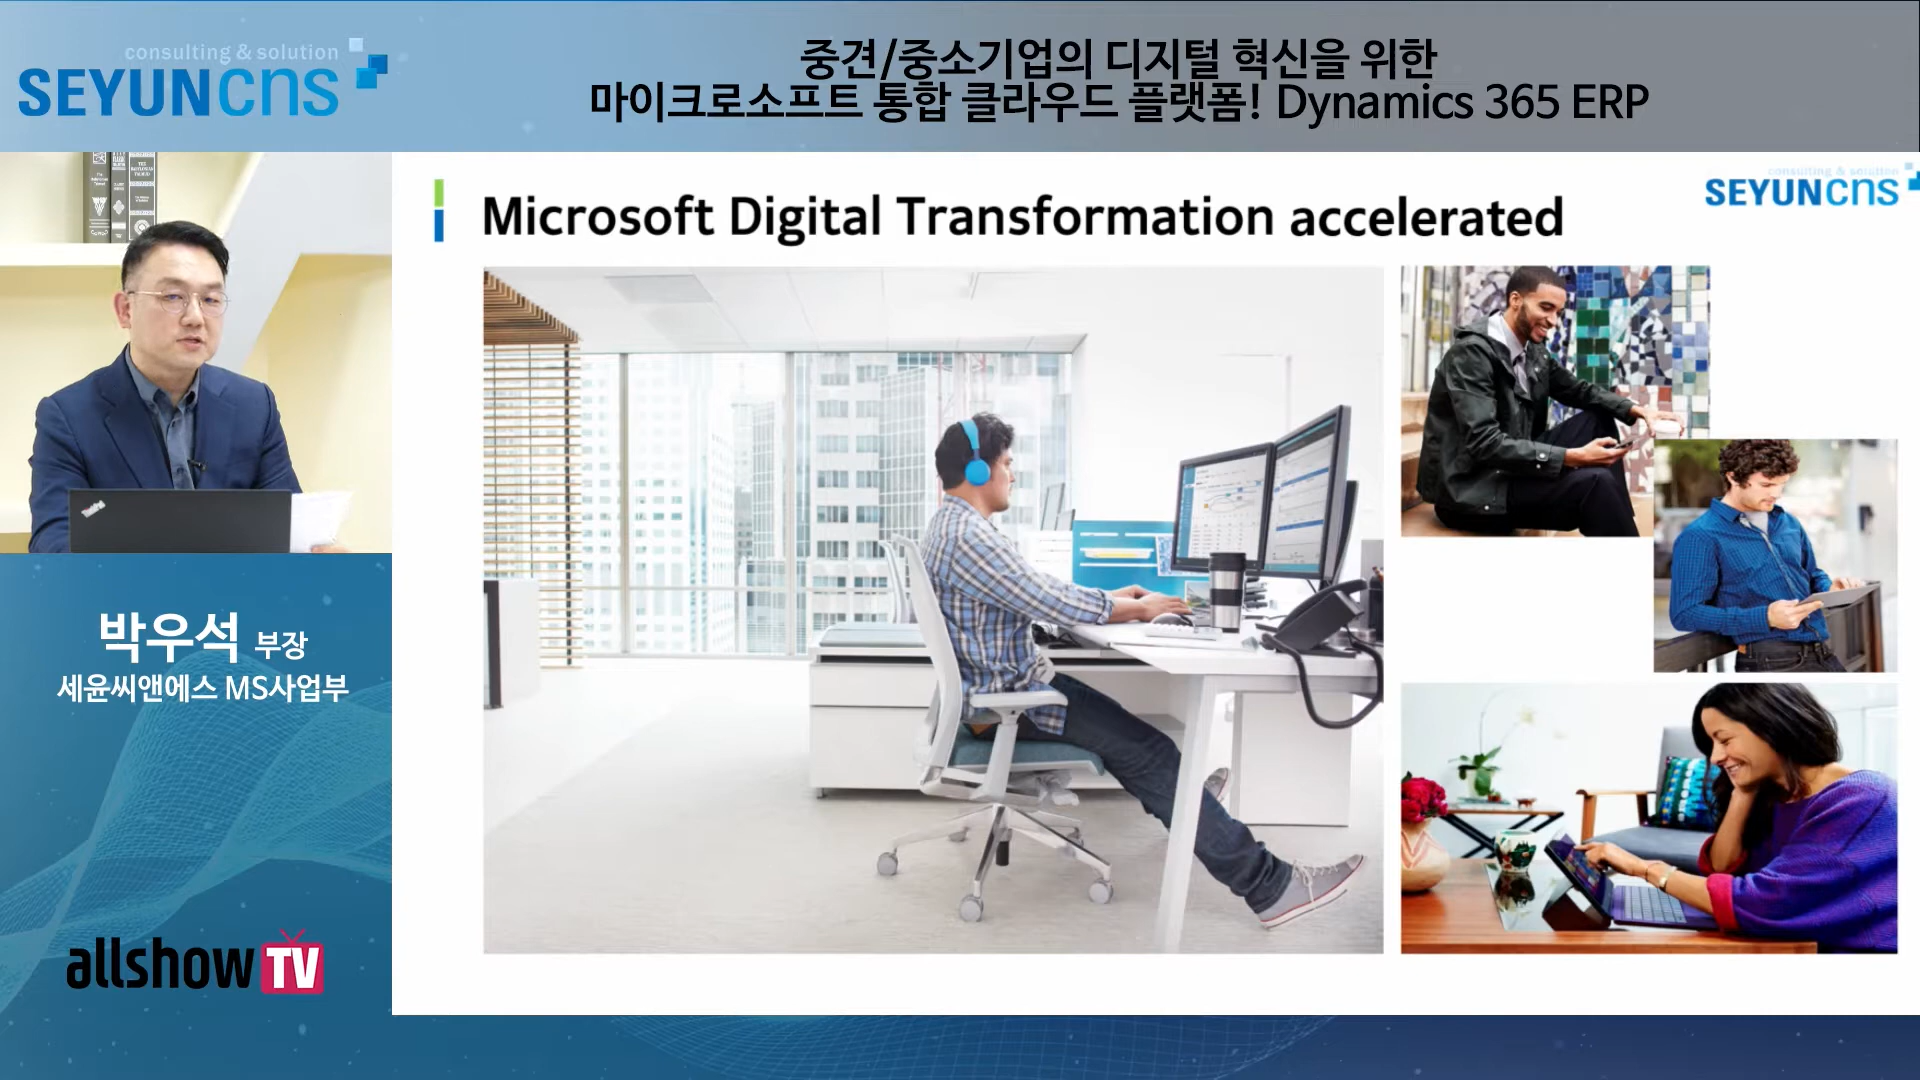 consulting & solution
SEYUNCNS
중견/중소기업의 디지털 혁신을 위한
마이크로소프트 통합 클라우드 플랫폼! Dynamics 365 ERP
Microsoft Digital Transformation accelerated
consulting & solution
SEYUNCNS
ThinkPad
박우석 부장
세윤씨앤에스 MS사업부
allshow TV